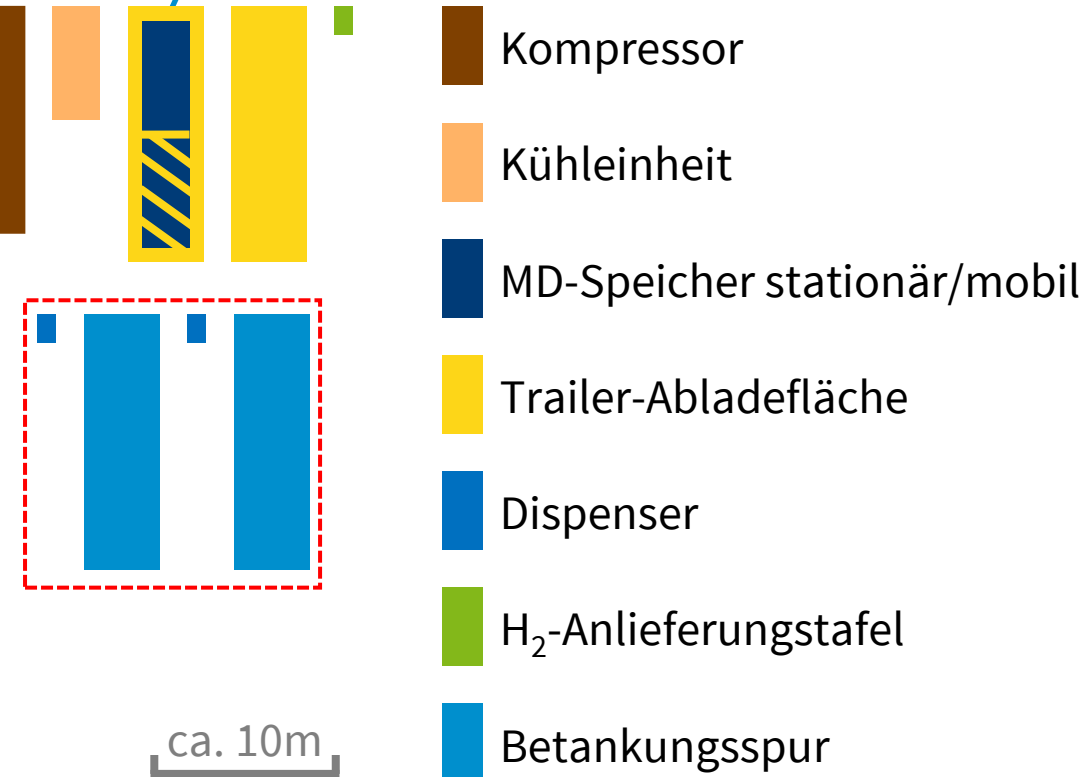 Kompressor
Kühleinheit
MD-Speicher stationär/mobil
Trailer-Abladefläche
Dispenser
H₂-Anlieferungstafel
Betankungsspur
ca. 10m